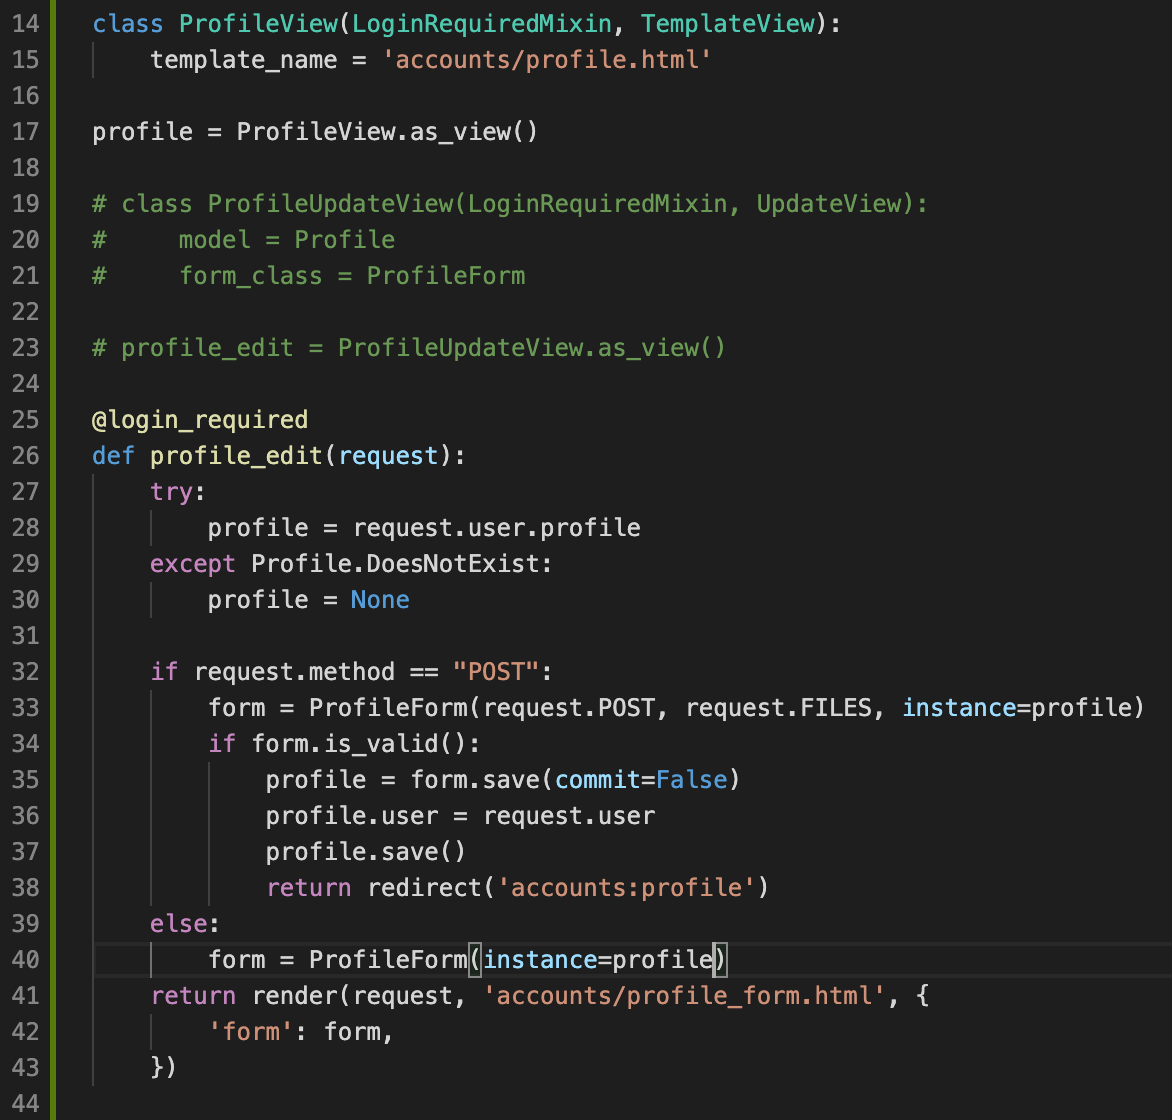 14 class ProfileView(LoginRequiredMixin, TemplateView):
15     template_name = 'accounts/profile.html'
16
17 profile = ProfileView.as_view()
18
19 # class ProfileUpdateView(LoginRequiredMixin, UpdateView):
20 #     model = Profile
21 #     form_class = ProfileForm
22
23 # profile_edit = ProfileUpdateView.as_view()
24
25 @login_required
26 def profile_edit(request):
27     try:
28         profile = request.user.profile
29     except Profile.DoesNotExist:
30         profile = None
31
32     if request.method == "POST":
33         form = ProfileForm(request.POST, request.FILES, instance=profile)
34         if form.is_valid():
35             profile = form.save(commit=False)
36             profile.user = request.user
37             profile.save()
38             return redirect('accounts:profile')
39     else:
40         form = ProfileForm(instance=profile)
41     return render(request, 'accounts/profile_form.html', {
42         'form': form,
43     })
44